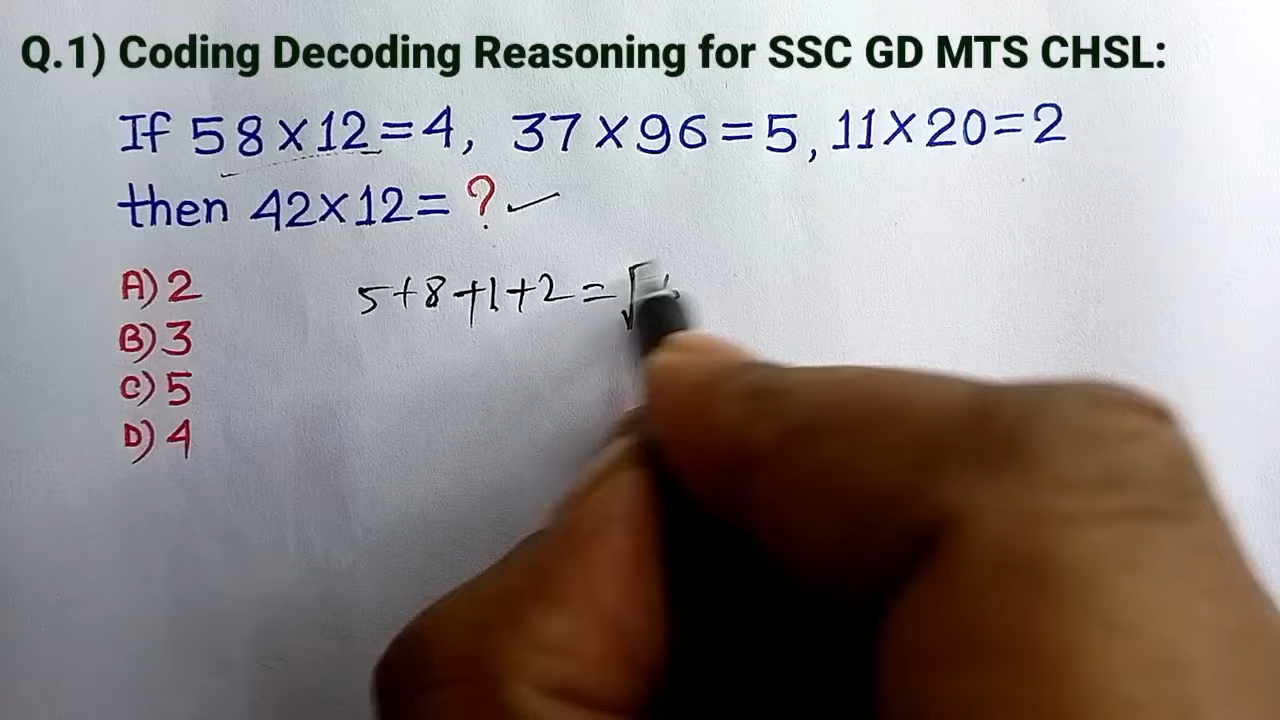 Q.1) Coding Decoding Reasoning for SSC GD MTS CHSL:
If 58×12=4, 37×96=5, 11×20=2
then 42×12= ?
A) 2
B) 3
C) 5
D) 4
5+8+1+2=√